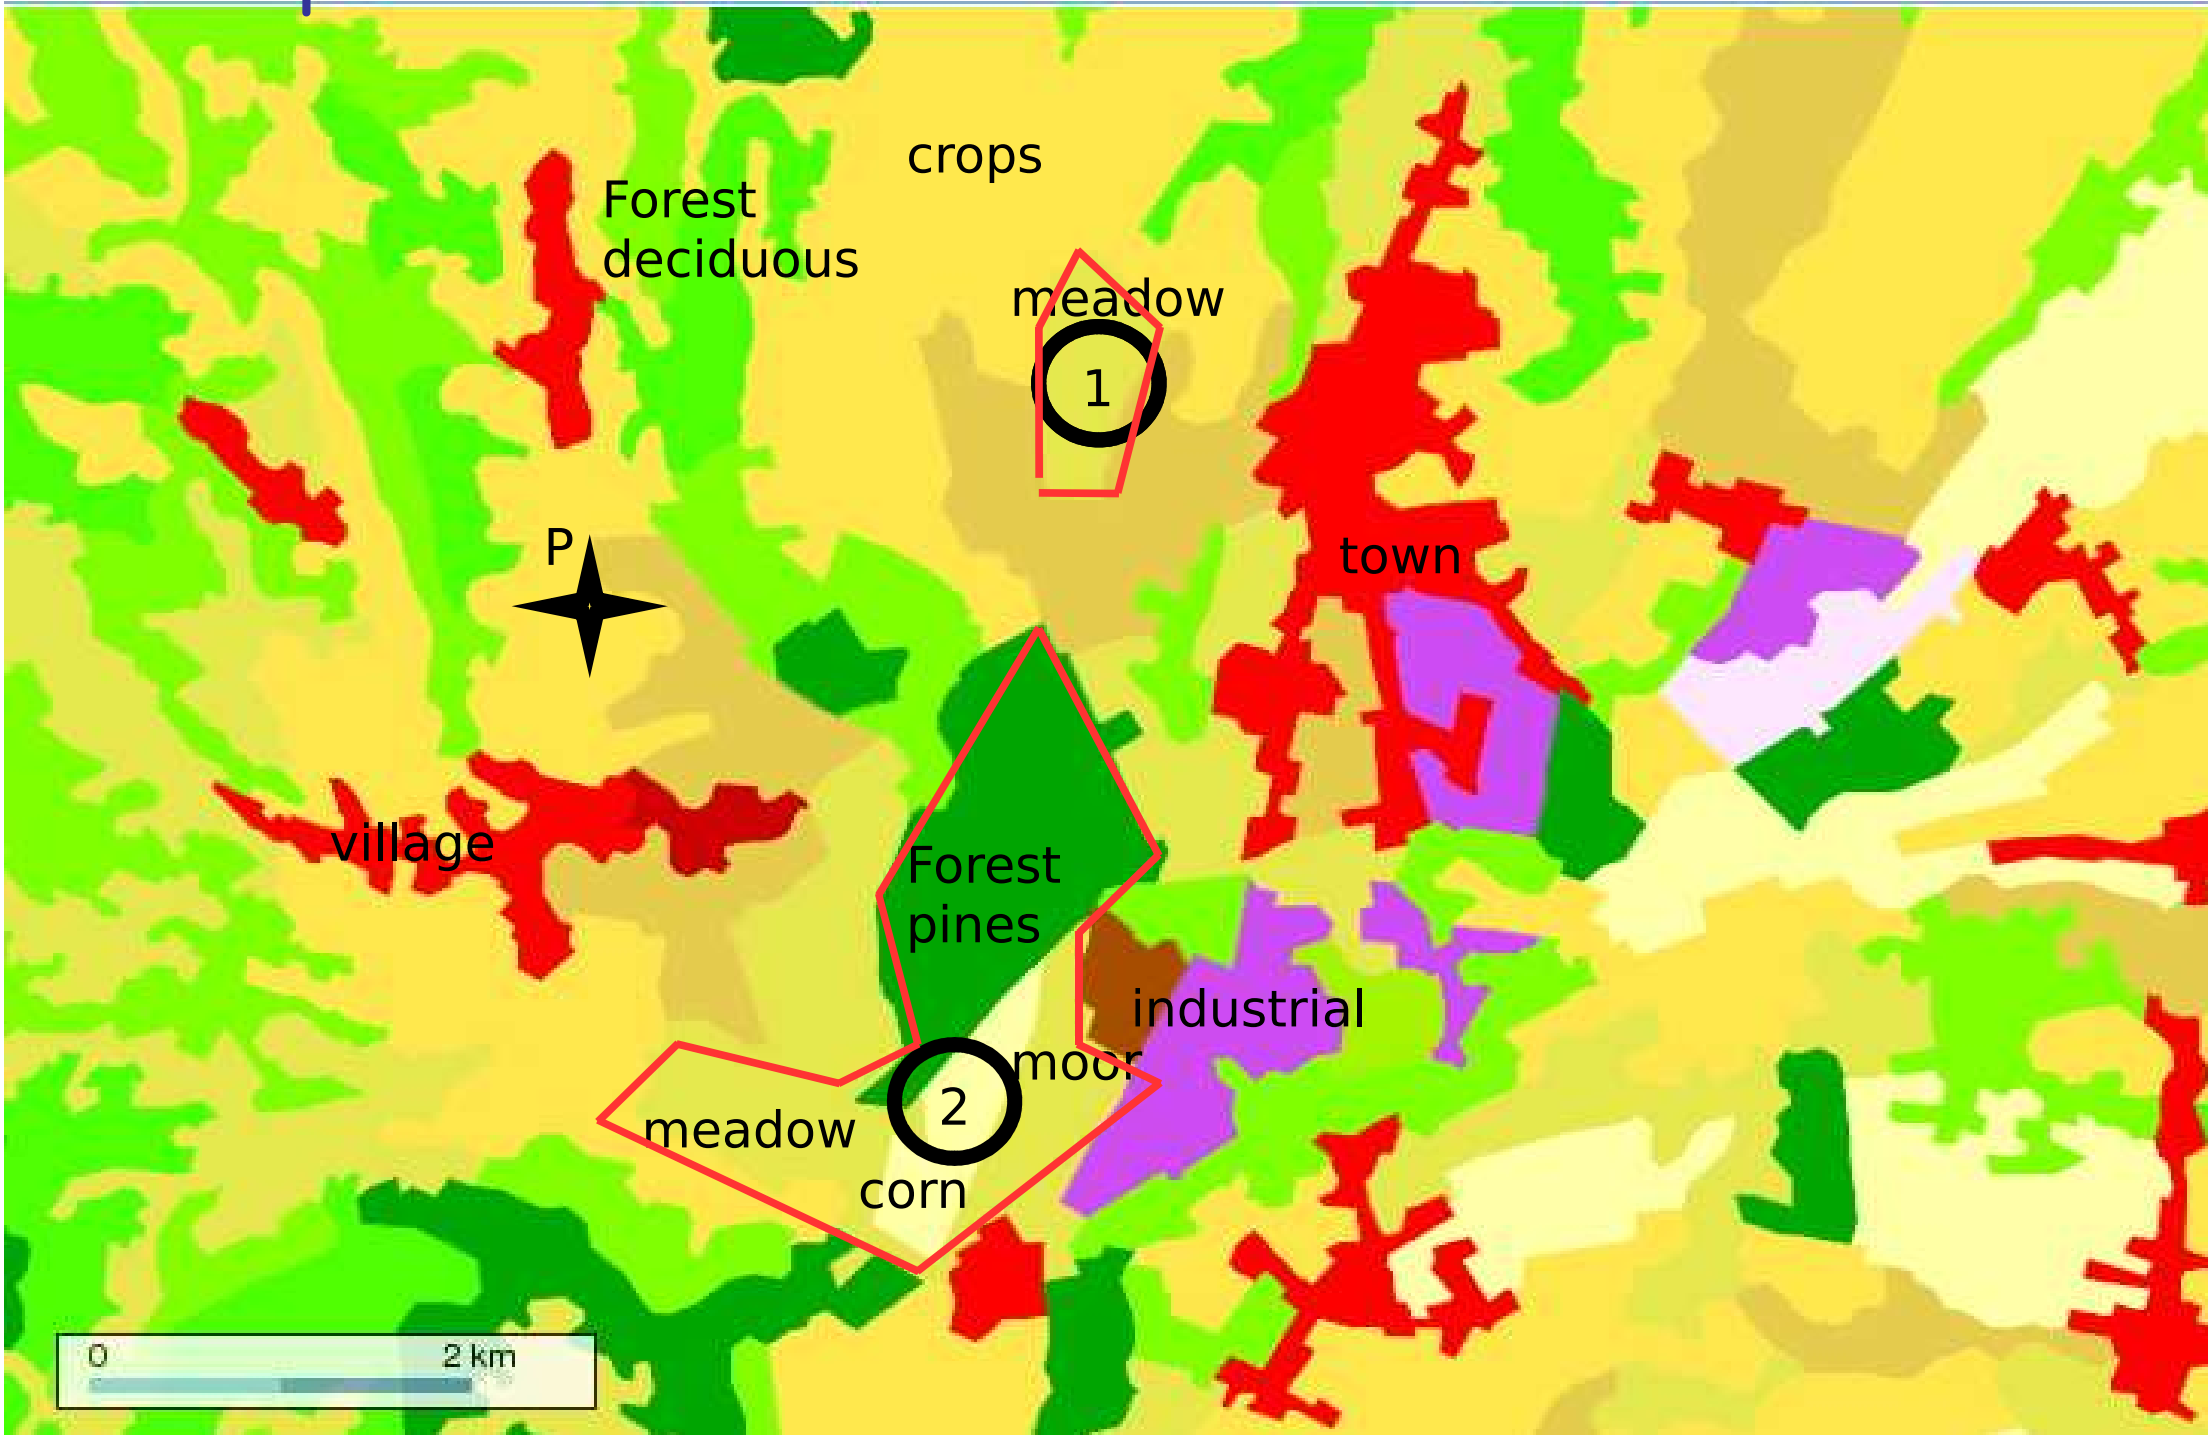 crops
Forest
deciduous
meadow
1
P
town
village
Forest
pines
industrial
moor
2
meadow
corn
0 2 km